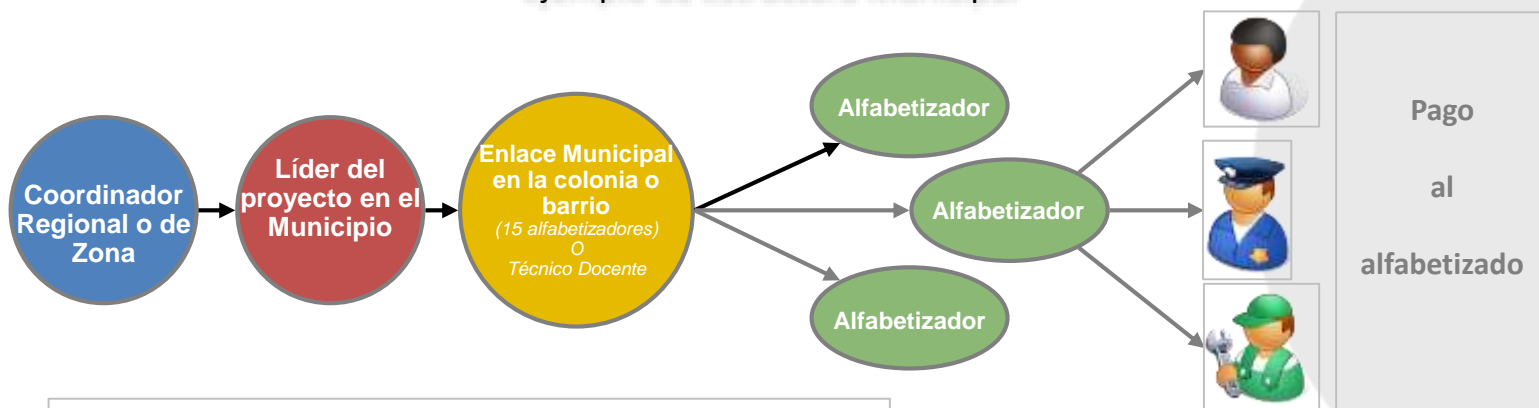 Coordinador
Regional o de
Zona
Líder del
proyecto en el
Municipio
Enlace Municipal
en la colonia o
barrio
(15 alfabetizadores)
O
Técnico Docente
Alfabetizador
Alfabetizador
Alfabetizador
Pago
al
alfabetizado